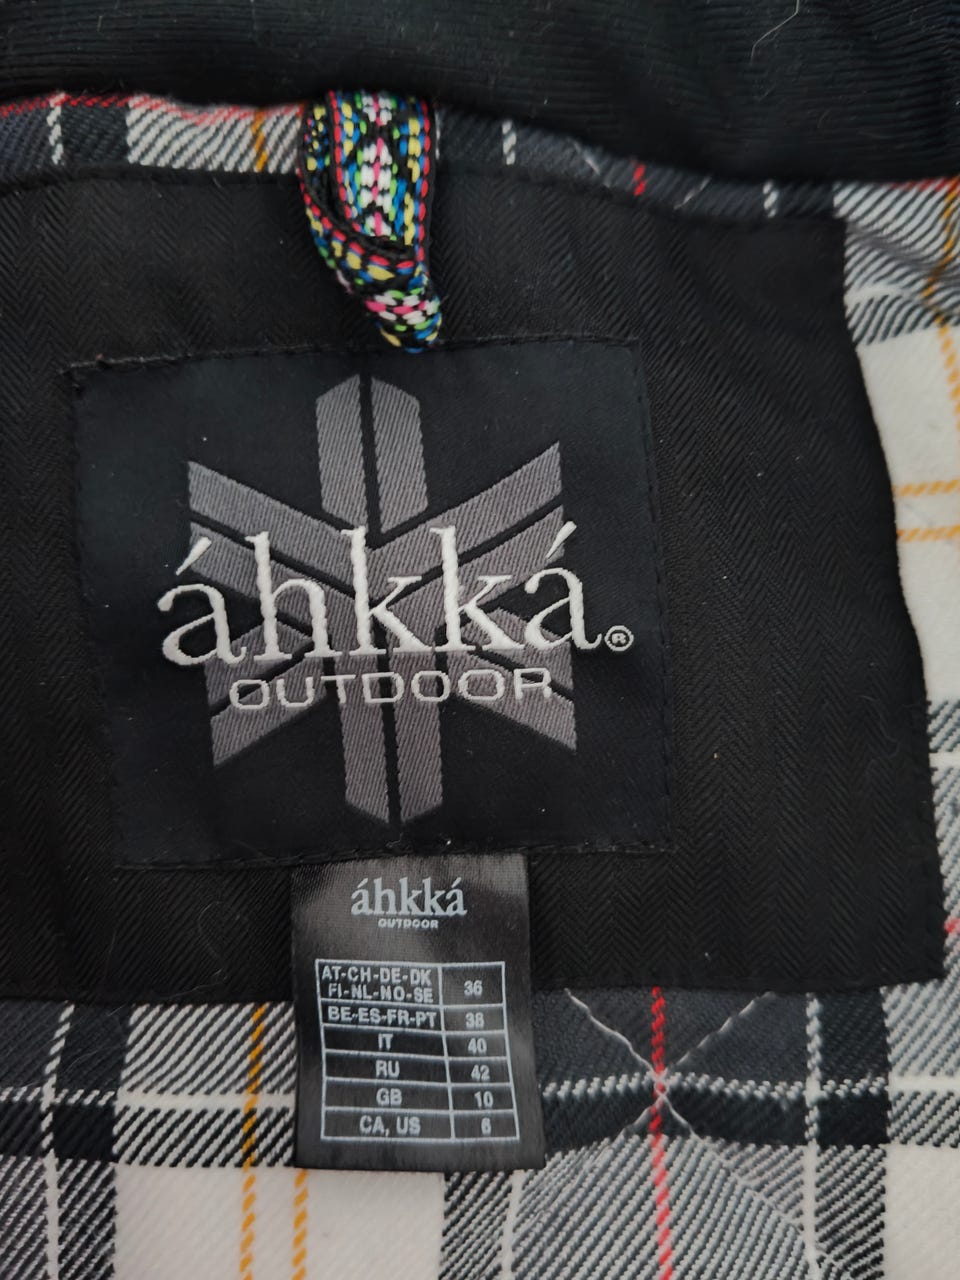 áhkká®
OUTDOOR
áhkká
OUTDOOR
AT-CH-DE-DK
FI-NL-NO-SE 36
BE-ES-FR-PT 38
IT 40
RU 42
GB 10
CA, US 6